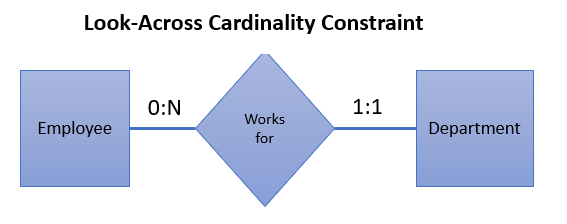 Look-Across Cardinality Constraint
Employee
0:N
Works
for
1:1
Department